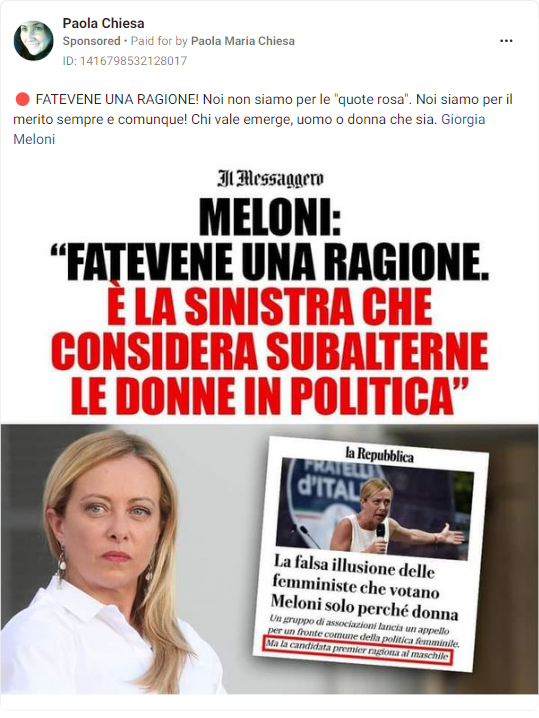 Paola Chiesa
Sponsored • Paid for by Paola Maria Chiesa
ID: 1416798532128017
🔴 FATEVENE UNA RAGIONE! Noi non siamo per le "quote rosa". Noi siamo per il
merito sempre e comunque! Chi vale emerge, uomo o donna che sia. Giorgia
Meloni
Il Messaggero
MELONI:
“FATEVENE UNA RAGIONE.
È LA SINISTRA CHE
CONSIDERA SUBALTERNE
LE DONNE IN POLITICA”
la Repubblica
FRATELLI
d'ITAL
La falsa illusione delle
femministe che votano
Meloni solo perché donna
Un gruppo di associazioni lancia un appello
per un fronte comune della politica femminile.
Ma la candidata premier ragiona al maschile